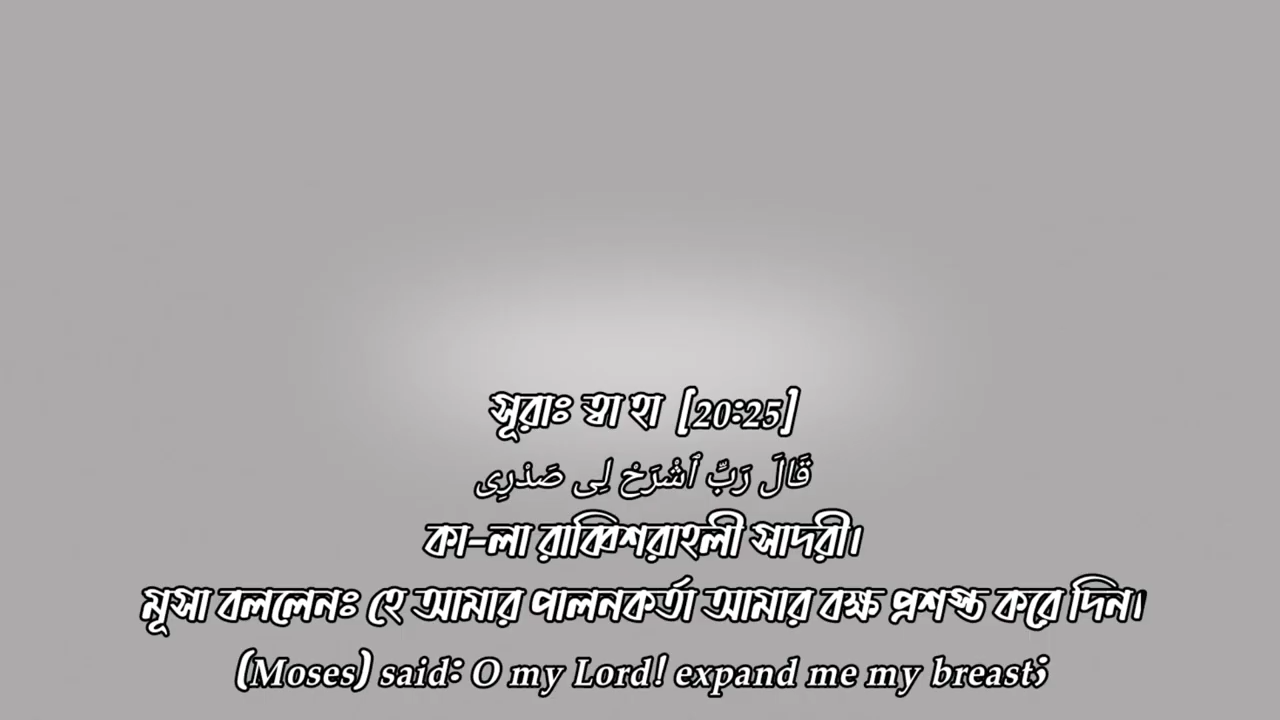 সূরাঃ ত্বা হা [20:25]
قَالَ رَبِّ ٱشْرَحْ لِى صَدْرِى
কা-লা রাব্বিশরাহলী সাদরী।
মূসা বললেনঃ হে আমার পালনকর্তা আমার বক্ষ প্রশস্ত করে দিন।
(Moses) said: O my Lord! expand me my breast;